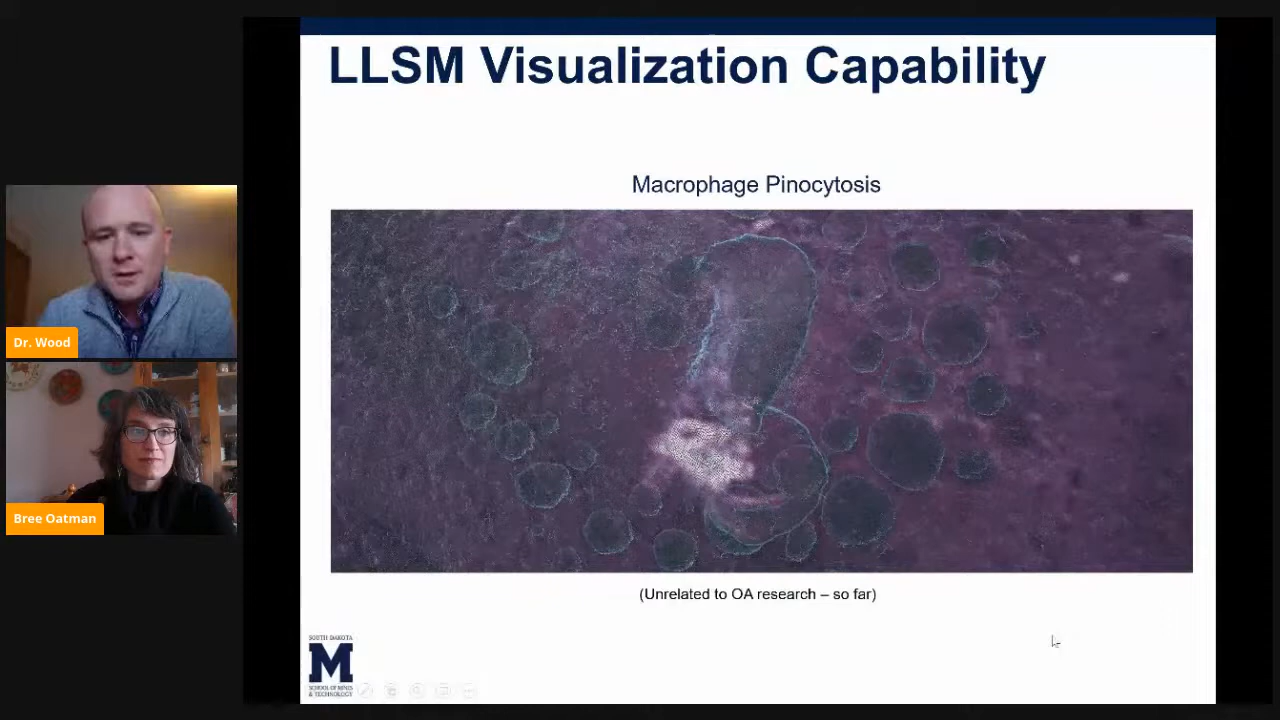 LLSM Visualization Capability
Macrophage Pinocytosis
Dr. Wood
Bree Oatman
(Unrelated to OA research – so far)
SOUTH DAKOTA
M
SCHOOL OF MINES
& TECHNOLOGY